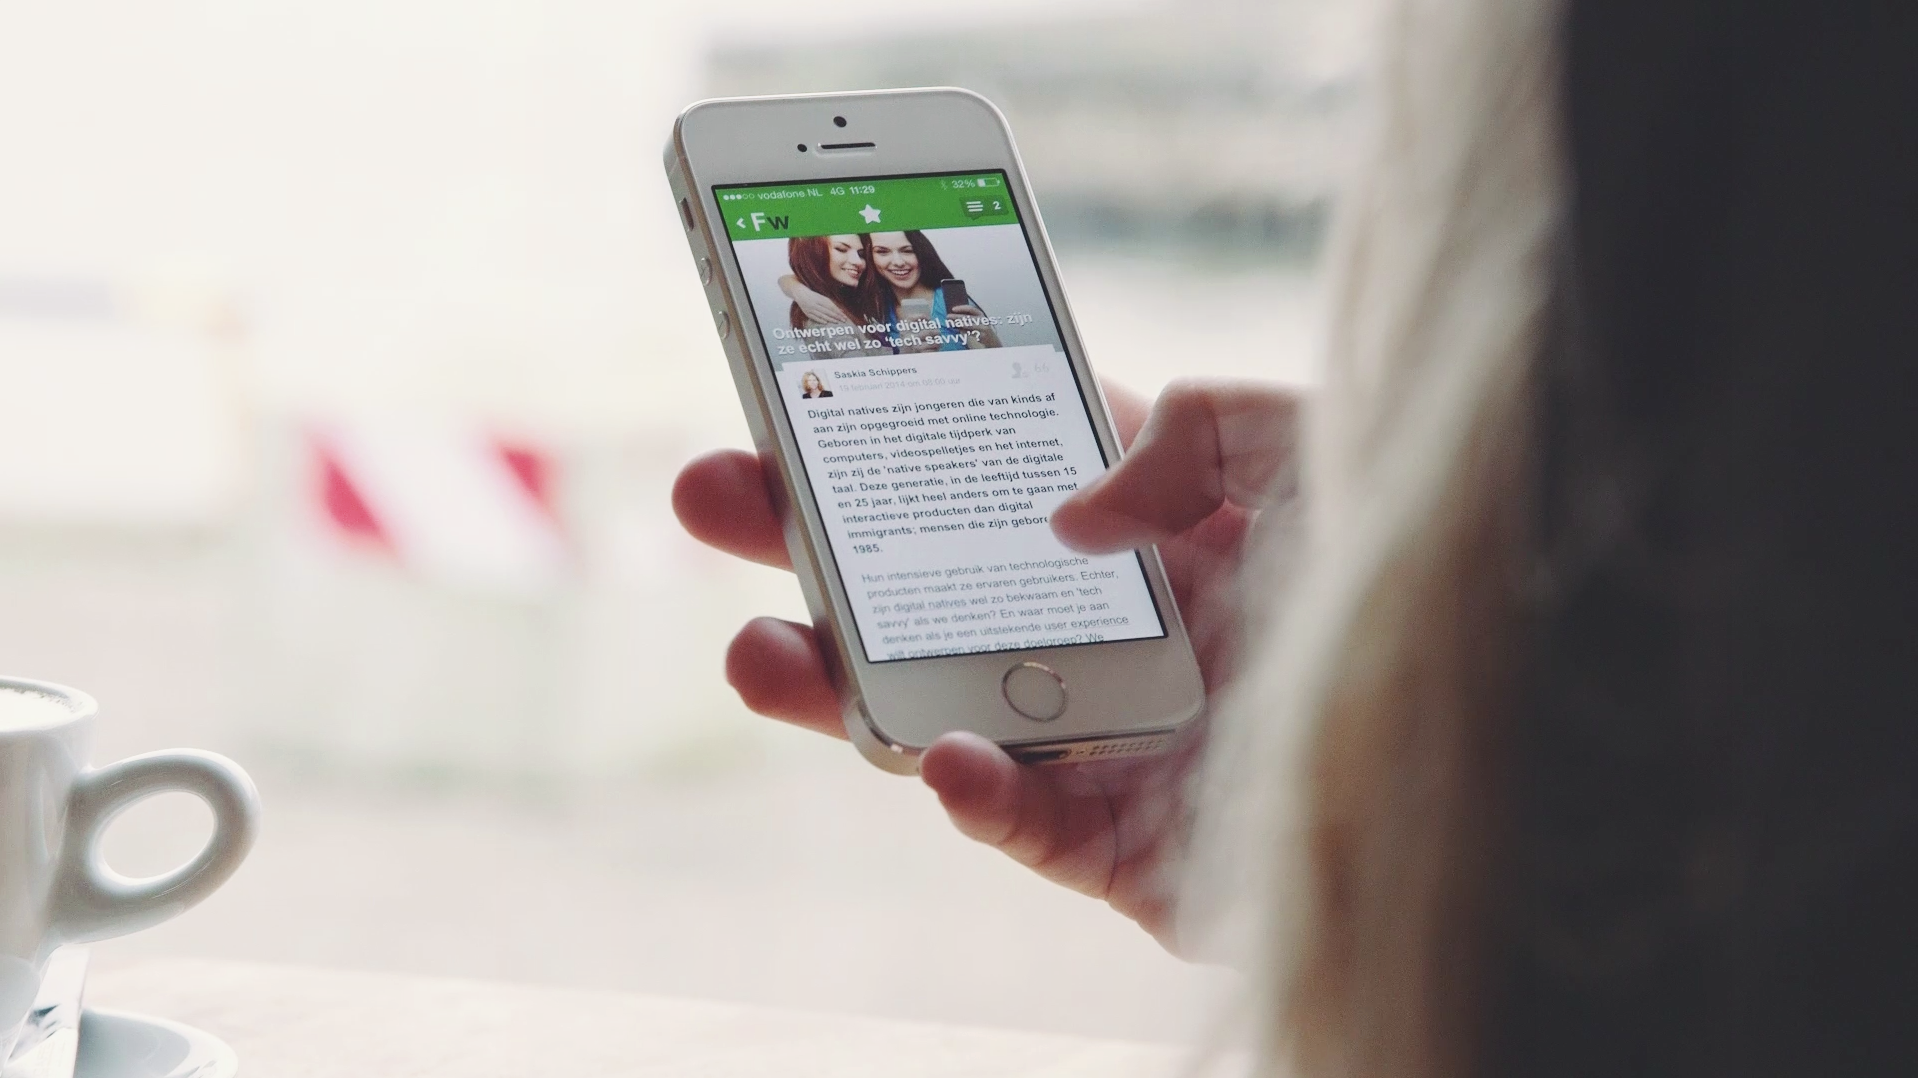 vodafone NL 4G 11:29 32%
Fw 2
Ontwerpen voor digital natives: zijn
ze echt wel zo 'tech savvy'?
Saskia Schippers
66
19 februari 2014 om 05:00 uur
Digital natives zijn jongeren die van kinds af
aan zijn opgegroeid met online technologie.
Geboren in het digitale tijdperk van
computers, videospelletjes en het internet,
zijn zij de 'native speakers' van de digitale
taal. Deze generatie, in de leeftijd tussen 15
en 25 jaar, lijkt heel anders om te gaan met
interactieve producten dan digital
immigrants; mensen die zijn
1985.
Hun intensieve gebruik van technologische
producten maakt ze ervaren gebruikers. Echter,
zijn digital natives wel zo bekwaam en 'tech
savvy' als we denken? En waar moet je aan
denken als je een uitstekende user experience
wilt ontwerpen voor deze doelgroep? We